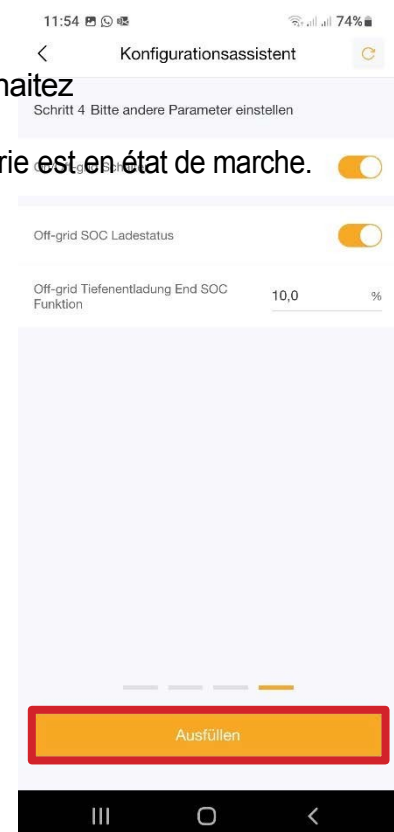 11:54 74%
Konfigurationsassistent
haitez
Schritt 4 Bitte andere Parameter einstellen
rie est en état de marche.
Off-grid SOC Ladestatus
Off-grid Tiefenentladung End SOC
Funktion 10,0 %
Ausfüllen